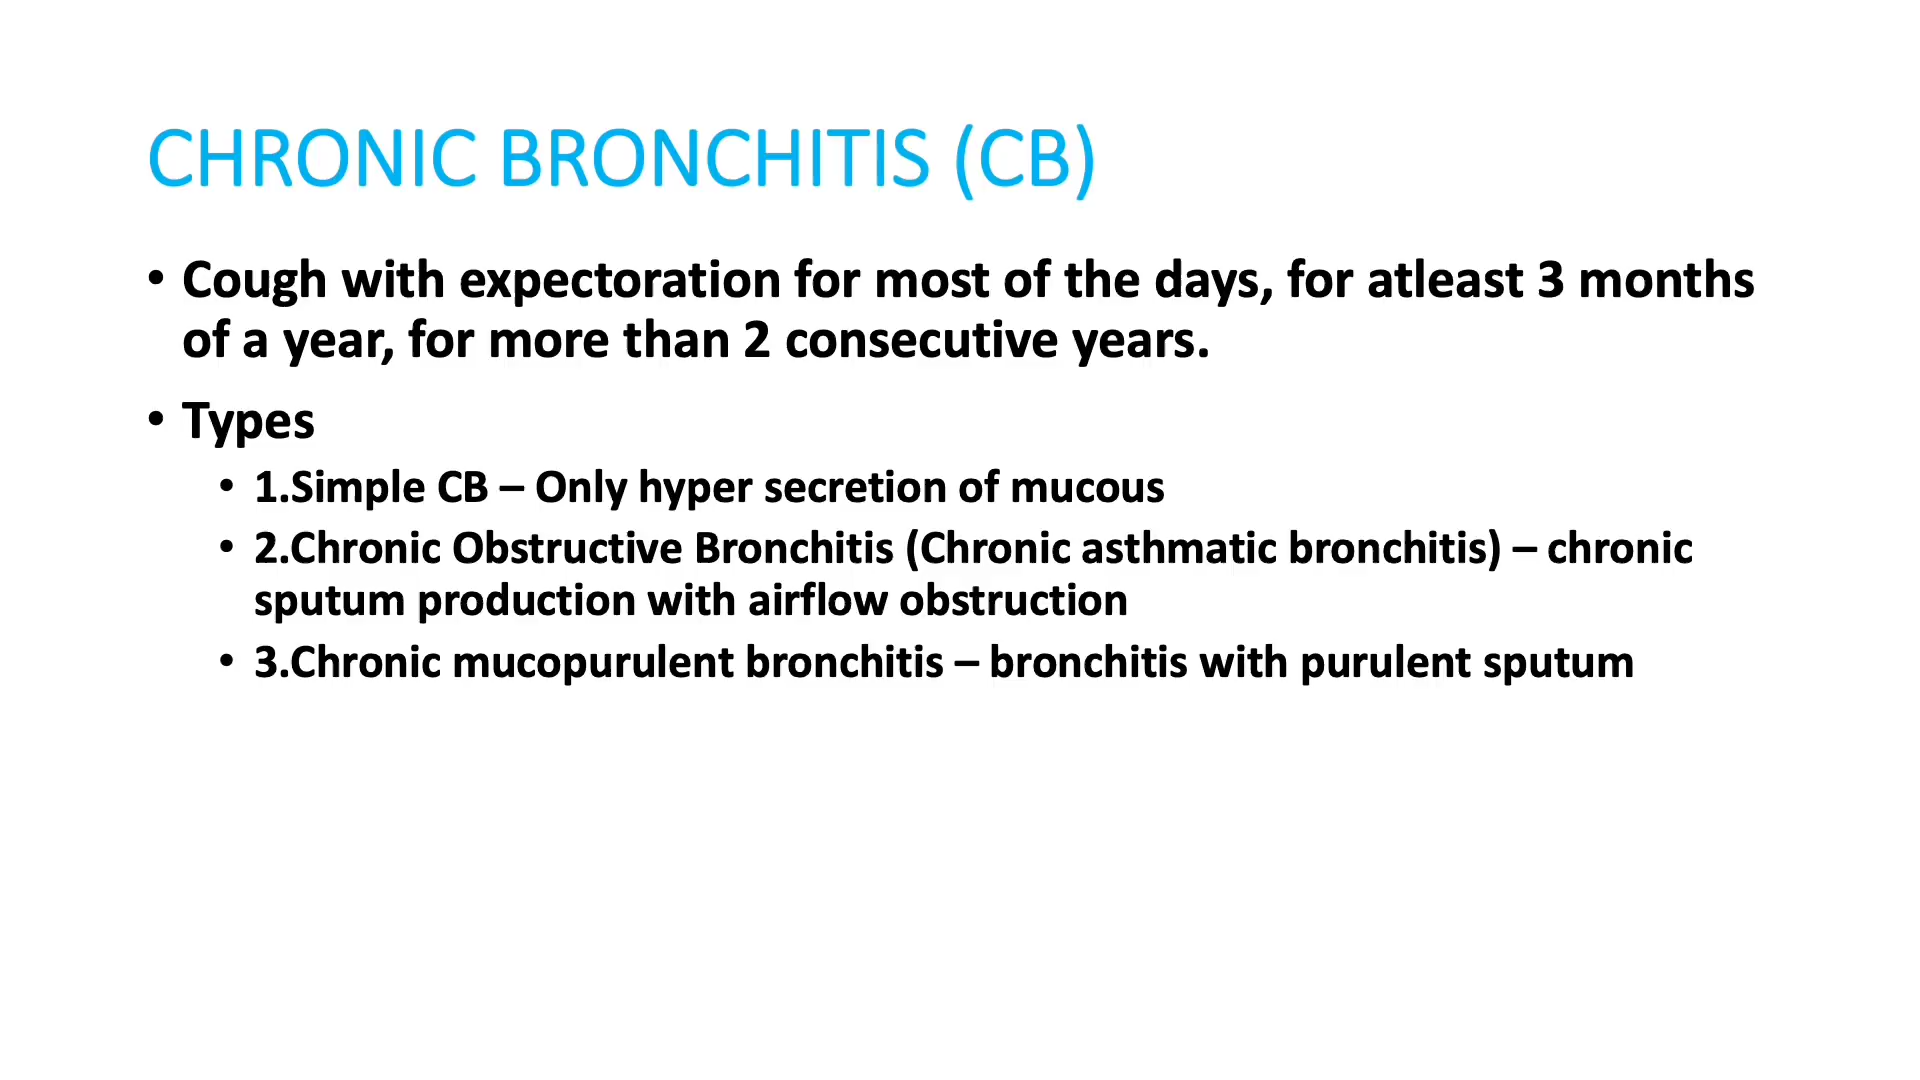 CHRONIC BRONCHITIS (CB)
• Cough with expectoration for most of the days, for atleast 3 months
of a year, for more than 2 consecutive years.
• Types
• 1.Simple CB – Only hyper secretion of mucous
• 2.Chronic Obstructive Bronchitis (Chronic asthmatic bronchitis) – chronic
sputum production with airflow obstruction
• 3.Chronic mucopurulent bronchitis – bronchitis with purulent sputum